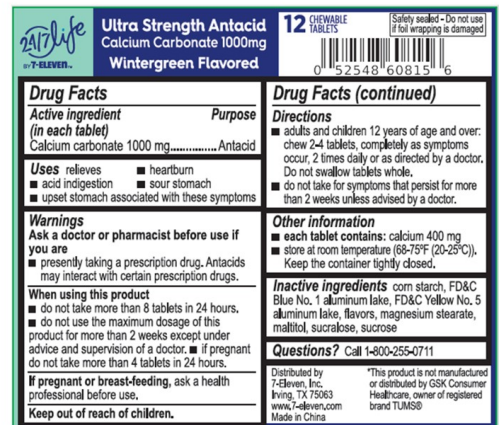 24/7 life
BY 7-ELEVEN™
Ultra Strength Antacid
Calcium Carbonate 1000mg
Wintergreen Flavored
12 CHEWABLE TABLETS
Safety sealed - Do not use
if foil wrapping is damaged
0 52548 60815 6
Drug Facts
Active ingredient Purpose
(in each tablet)
Calcium carbonate 1000 mg............... Antacid
Uses relieves ■ heartburn
■ acid indigestion ■ sour stomach
■ upset stomach associated with these symptoms
Warnings
Ask a doctor or pharmacist before use if
you are
■ presently taking a prescription drug. Antacids
may interact with certain prescription drugs.
When using this product
■ do not take more than 8 tablets in 24 hours.
■ do not use the maximum dosage of this
product for more than 2 weeks except under
advice and supervision of a doctor. ■ if pregnant
do not take more than 4 tablets in 24 hours.
If pregnant or breast-feeding, ask a health
professional before use.
Keep out of reach of children.
Drug Facts (continued)
Directions
■ adults and children 12 years of age and over:
chew 2-4 tablets, completely as symptoms
occur, 2 times daily or as directed by a doctor.
Do not swallow tablets whole.
■ do not take for symptoms that persist for more
than 2 weeks unless advised by a doctor.
Other information
■ each tablet contains: calcium 400 mg
■ store at room temperature (68-75ºF (20-25ºC)).
Keep the container tightly closed.
Inactive ingredients corn starch, FD&C
Blue No. 1 aluminum lake, FD&C Yellow No. 5
aluminum lake, flavors, magnesium stearate,
maltitol, sucralose, sucrose
Questions? Call 1-800-255-0711
Distributed by
7-Eleven, Inc.
Irving, TX 75063
www.7-eleven.com
Made in China
*This product is not manufactured
or distributed by GSK Consumer
Healthcare, owner of registered
brand TUMS®